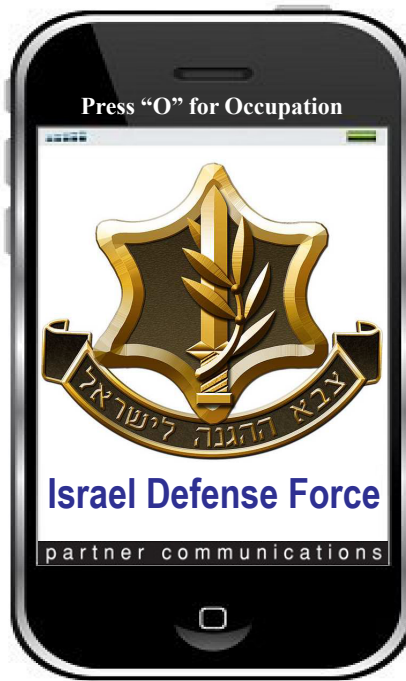 Press “O” for Occupation
צבא ההגנה לישראל
Israel Defense Force
partner communications